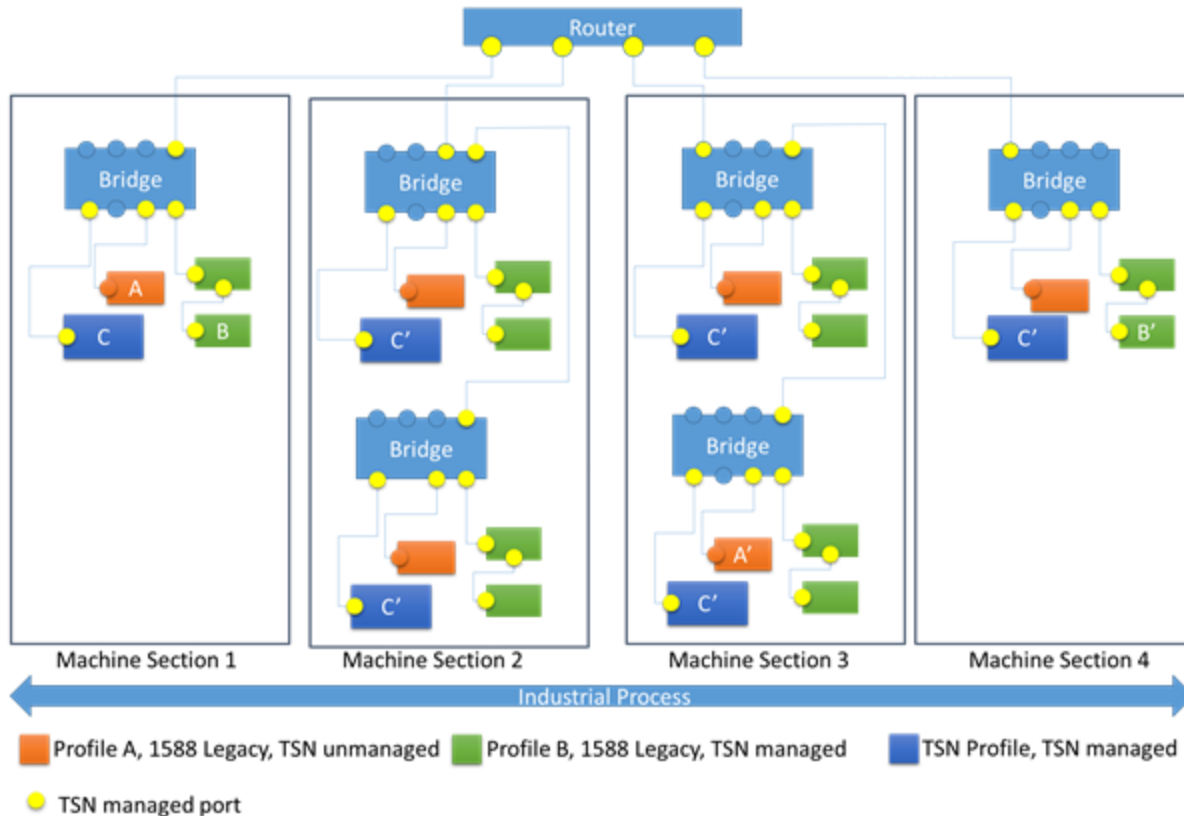 Router
Bridge
Bridge
Bridge
Bridge
A
C
B
C′
C′
C′
B′
Bridge
Bridge
A′
C′
C′
Machine Section 1
Machine Section 2
Machine Section 3
Machine Section 4
Industrial Process
Profile A, 1588 Legacy, TSN unmanaged
Profile B, 1588 Legacy, TSN managed
TSN Profile, TSN managed
TSN managed port